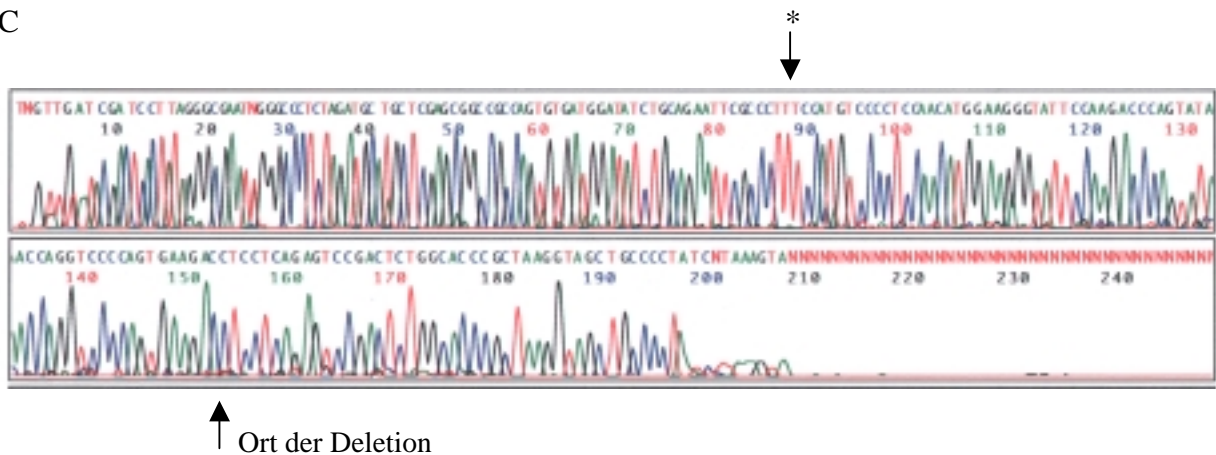 C
*
TNGTTGATCGATCCTTAGGGCGAATNGGGCCCTCTAGATGCTGCTCGAGCGGCCGCCAGTGTGATGGATATCTGCAGAATTCGCCCTTTCCATGTCCCCTCCAACATGGAAGGGTATTCCAAGACCCAGTATA
10 20 30 40 50 60 70 80 90 100 110 120 130
ACCAGGTCCCCAGTGAAGACCTCCTCAGAGTCCGACTCTGGCACCCGCTAAGGTAGCTGCCCCTATCNTAAAGTANNNNNNNNNNNNNNNNNNNNNNNNNNNNNNNNNNNNNNNNN
140 150 160 170 180 190 200 210 220 230 240
Ort der Deletion